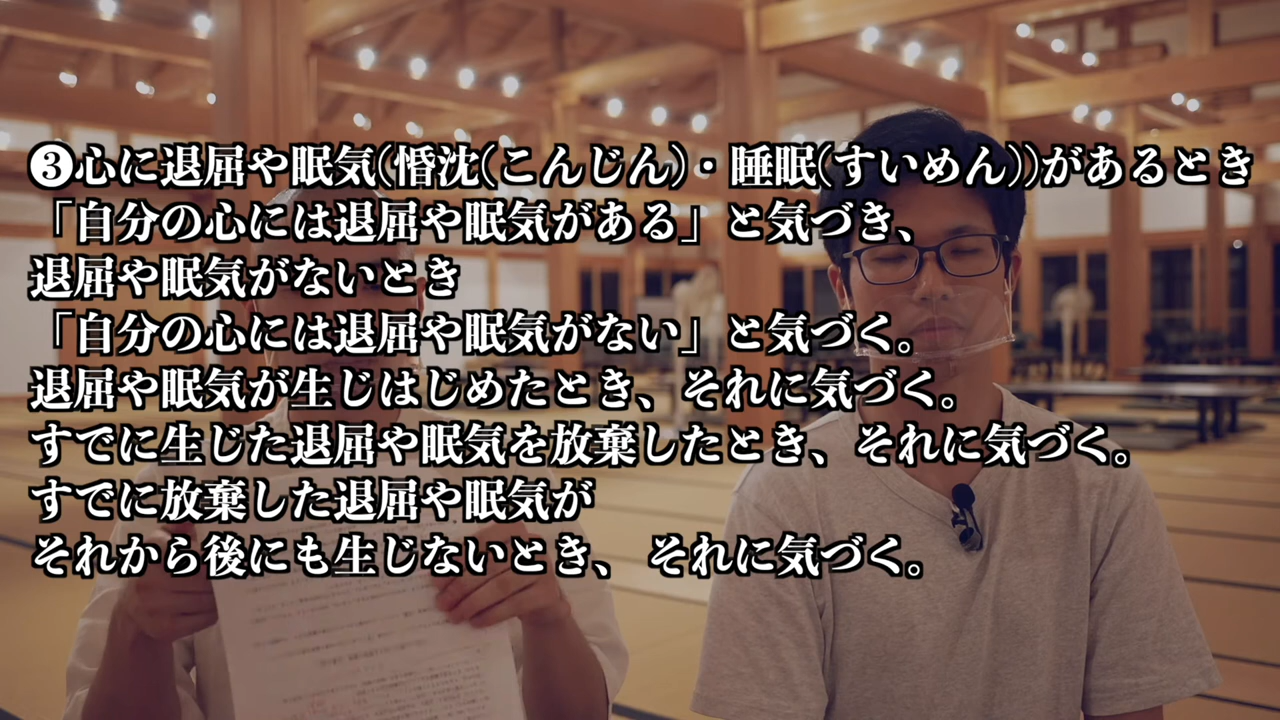 ❸心に退屈や眠気(惛沈(こんじん)・睡眠(すいめん))があるとき
「自分の心には退屈や眠気がある」と気づき、
退屈や眠気がないとき
「自分の心には退屈や眠気がない」と気づく。
退屈や眠気が生じはじめたとき、それに気づく。
すでに生じた退屈や眠気を放棄したとき、それに気づく。
すでに放棄した退屈や眠気が
それから後にも生じないとき、 それに気づく。